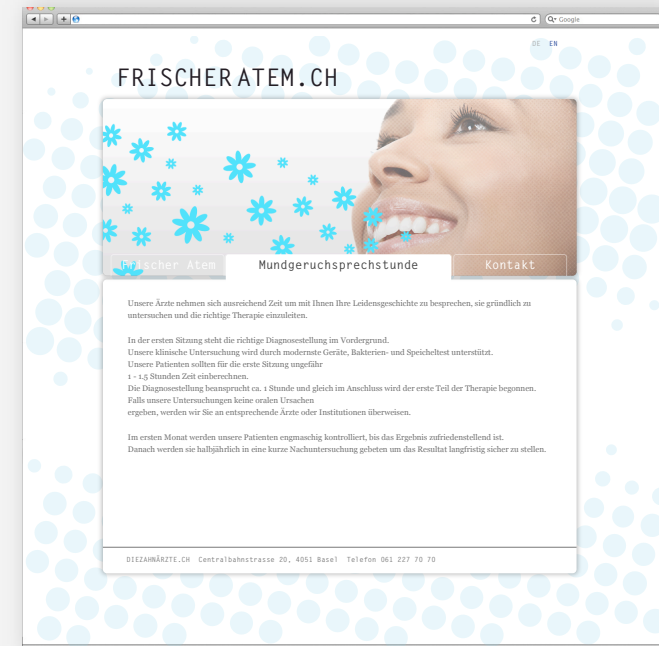 Google
DE EN
FRISCHERATEM.CH
Frischer Atem
Mundgeruchsprechstunde
Kontakt
Unsere Ärzte nehmen sich ausreichend Zeit um mit Ihnen Ihre Leidensgeschichte zu besprechen, sie gründlich zu
untersuchen und die richtige Therapie einzuleiten.
In der ersten Sitzung steht die richtige Diagnosestellung im Vordergrund.
Unsere klinische Untersuchung wird durch modernste Geräte, Bakterien- und Speicheltest unterstützt.
Unsere Patienten sollten für die erste Sitzung ungefähr
1 - 1.5 Stunden Zeit einberechnen.
Die Diagnosestellung beansprucht ca. 1 Stunde und gleich im Anschluss wird der erste Teil der Therapie begonnen.
Falls unsere Untersuchungen keine oralen Ursachen
ergeben, werden wir Sie an entsprechende Ärzte oder Institutionen überweisen.
Im ersten Monat werden unsere Patienten engmaschig kontrolliert, bis das Ergebnis zufriedenstellend ist.
Danach werden sie halbjährlich in eine kurze Nachuntersuchung gebeten um das Resultat langfristig sicher zu stellen.
DIEZAHNÄRZTE.CH Centralbahnstrasse 20, 4051 Basel Telefon 061 227 70 70